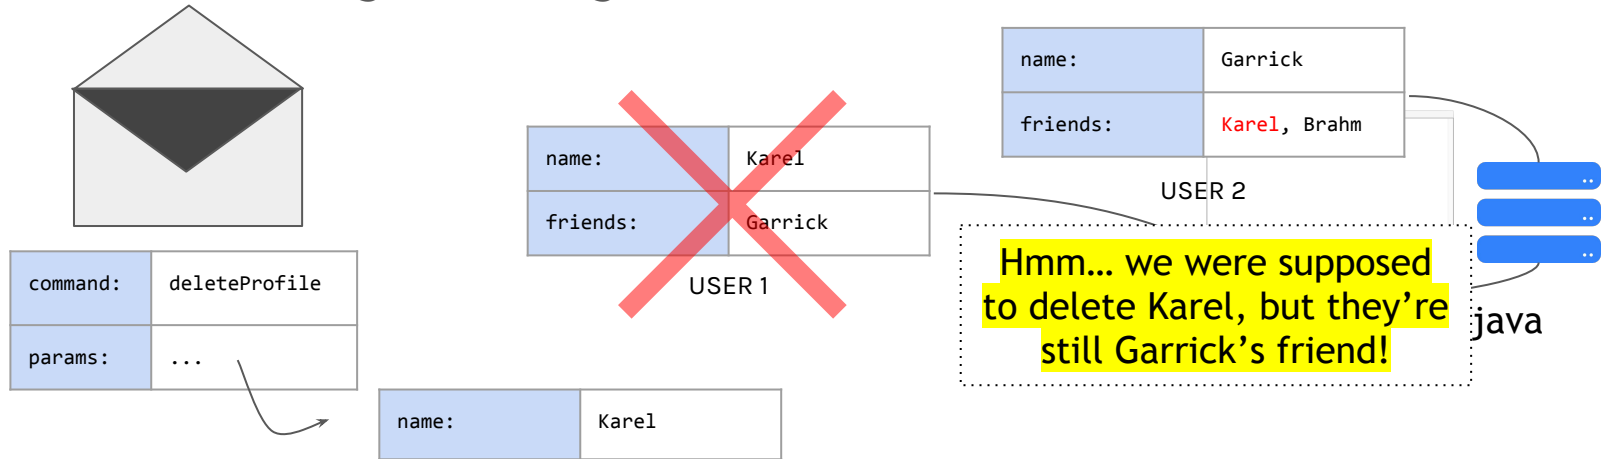 name: Garrick
friends: Karel, Brahm
USER 2
name: Karel
friends: Garrick
USER 1
command: deleteProfile
params: ...
name: Karel
Hmm… we were supposed
to delete Karel, but they’re
still Garrick’s friend!
java